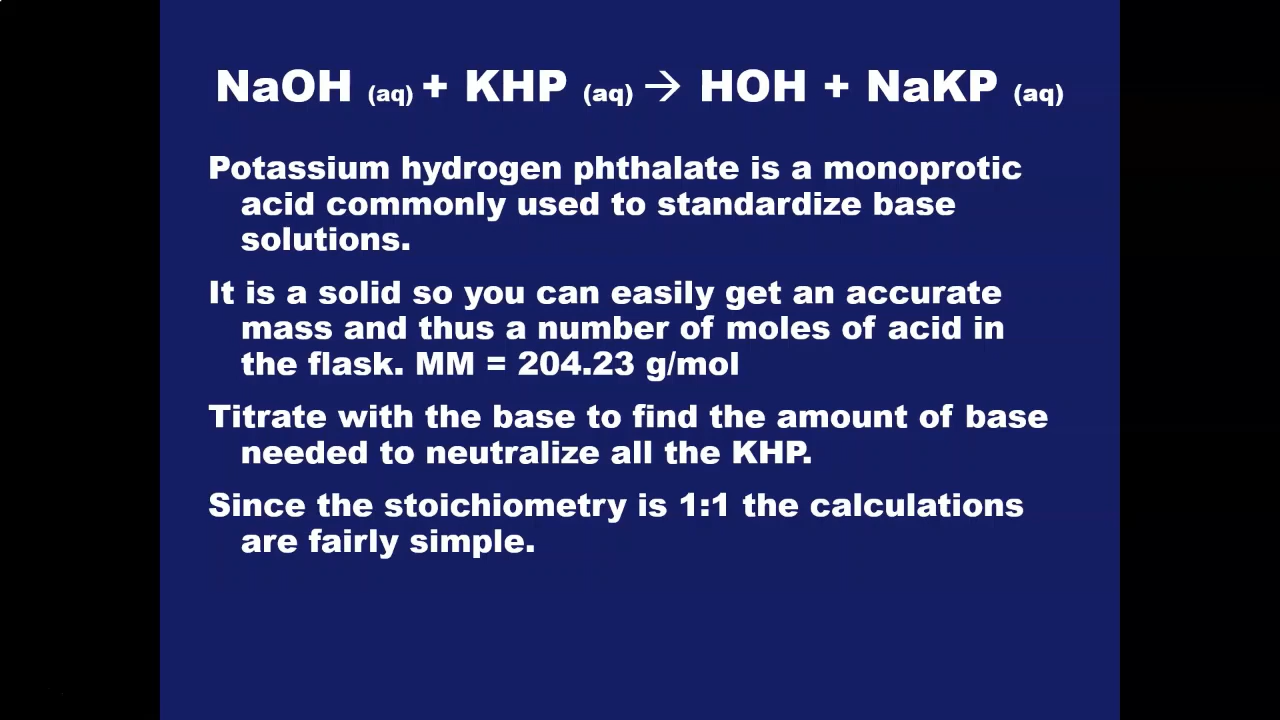 NaOH (aq) + KHP (aq) → HOH + NaKP (aq)
Potassium hydrogen phthalate is a monoprotic
acid commonly used to standardize base
solutions.
It is a solid so you can easily get an accurate
mass and thus a number of moles of acid in
the flask. MM = 204.23 g/mol
Titrate with the base to find the amount of base
needed to neutralize all the KHP.
Since the stoichiometry is 1:1 the calculations
are fairly simple.